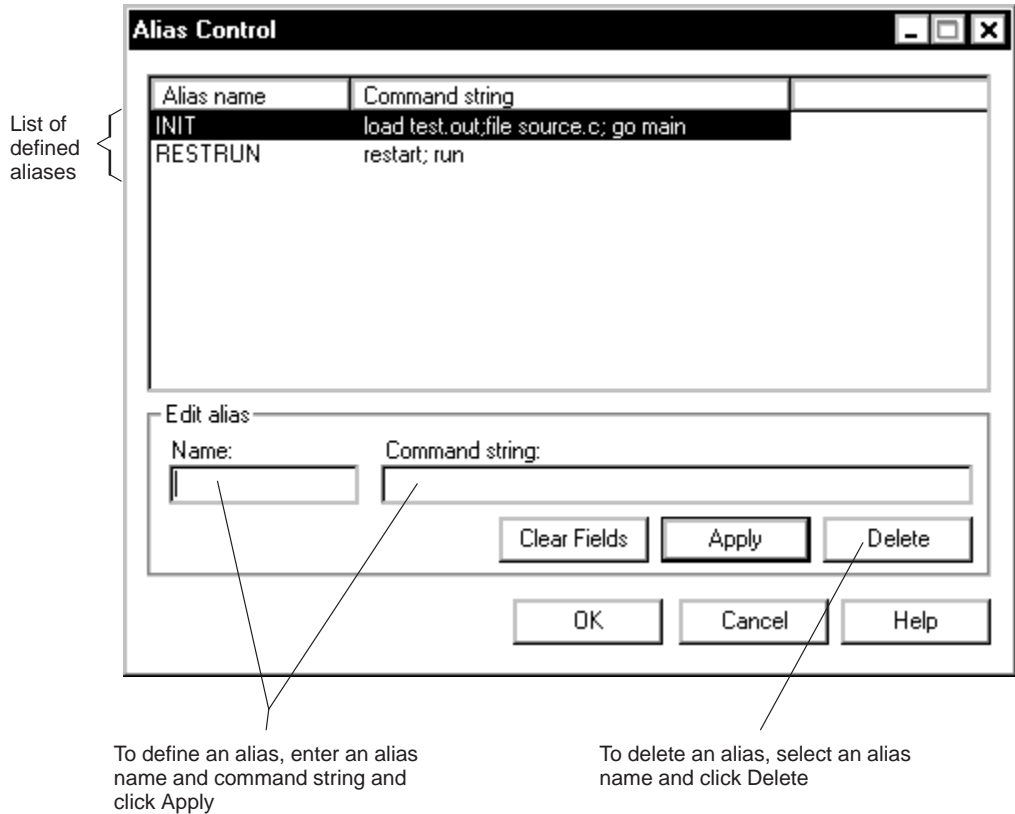 Alias Control
Alias name Command string
List of
defined
aliases
INIT load test.out;file source.c; go main
RESTRUN restart; run
Edit alias
Name: Command string:
Clear Fields Apply Delete
OK Cancel Help
To define an alias, enter an alias
name and command string and
click Apply
To delete an alias, select an alias
name and click Delete